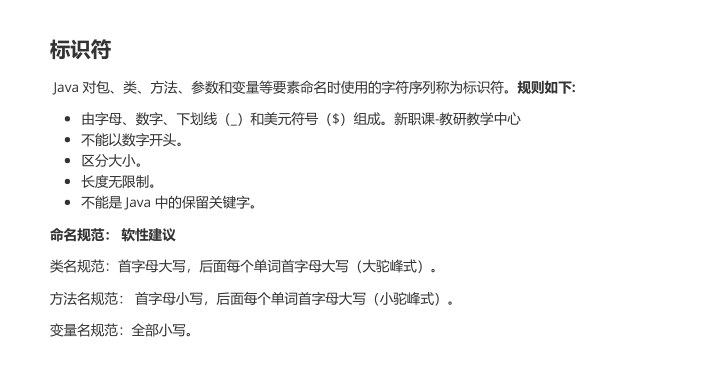 标识符
Java 对包、类、方法、参数和变量等要素命名时使用的字符序列称为标识符。规则如下:
由字母、数字、下划线（_）和美元符号（$）组成。新职课-教研教学中心
不能以数字开头。
区分大小。
长度无限制。
不能是 Java 中的保留关键字。
命名规范： 软性建议
类名规范：首字母大写，后面每个单词首字母大写（大驼峰式）。
方法名规范： 首字母小写，后面每个单词首字母大写（小驼峰式）。
变量名规范：全部小写。